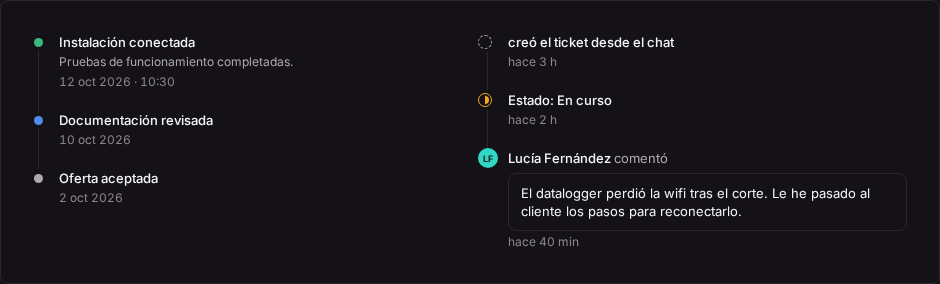 Instalación conectada
Pruebas de funcionamiento completadas.
12 oct 2026 · 10:30
Documentación revisada
10 oct 2026
Oferta aceptada
2 oct 2026
creó el ticket desde el chat
hace 3 h
Estado: En curso
hace 2 h
LF Lucía Fernández comentó
El datalogger perdió la wifi tras el corte. Le he pasado al
cliente los pasos para reconectarlo.
hace 40 min